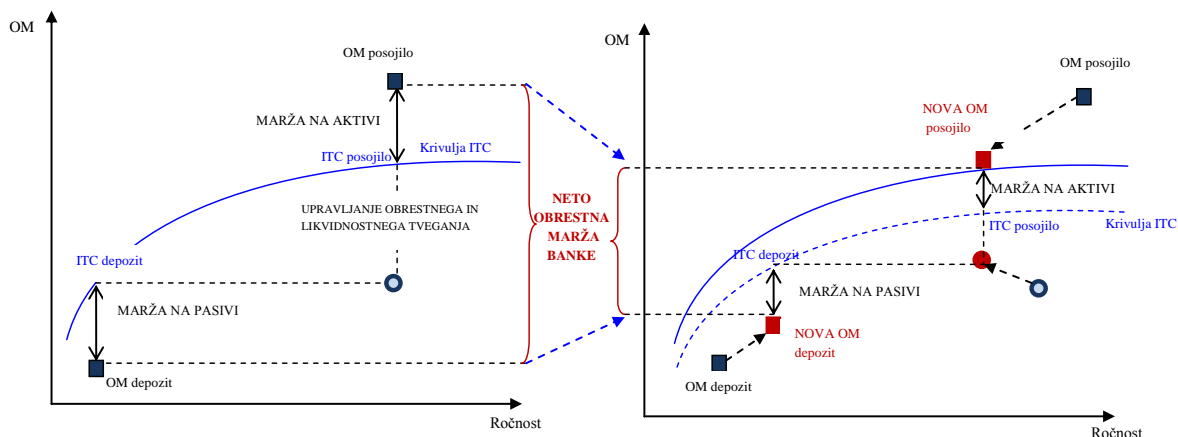 OM
OM posojilo
MARŽA NA AKTIVI
ITC posojilo
Krivulja ITC
UPRAVLJANJE OBRESTNEGA IN
LIKVIDNOSTNEGA TVEGANJA
ITC depozit
MARŽA NA PASIVI
OM depozit
Ročnost
NETO
OBRESTNA
MARŽA
BANKE
OM
OM posojilo
NOVA OM
posojilo
MARŽA NA AKTIVI
ITC posojilo
Krivulja ITC
ITC depozit
MARŽA NA PASIVI
NOVA OM
depozit
OM depozit
Ročnost